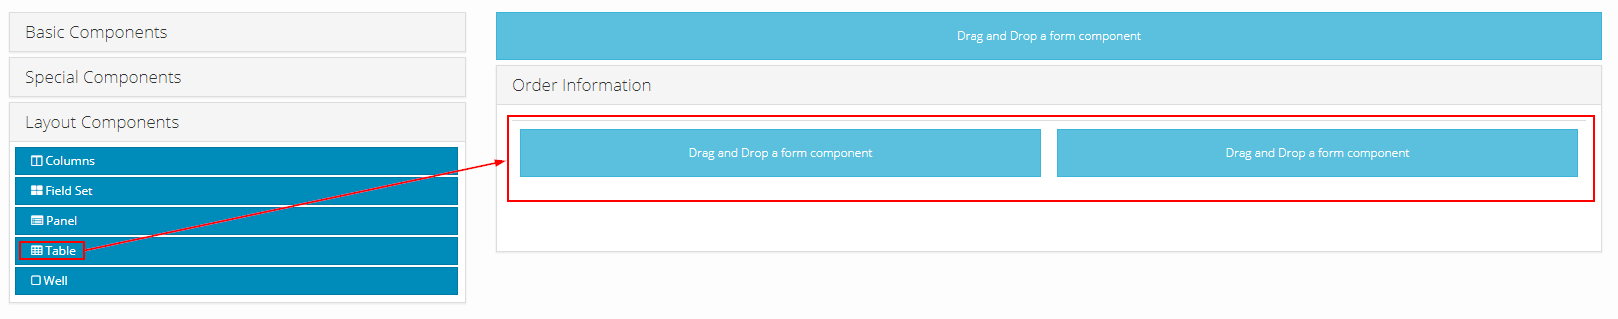 Basic Components
Special Components
Layout Components
Columns
Field Set
Panel
Table
Well
Drag and Drop a form component
Order Information
Drag and Drop a form component
Drag and Drop a form component